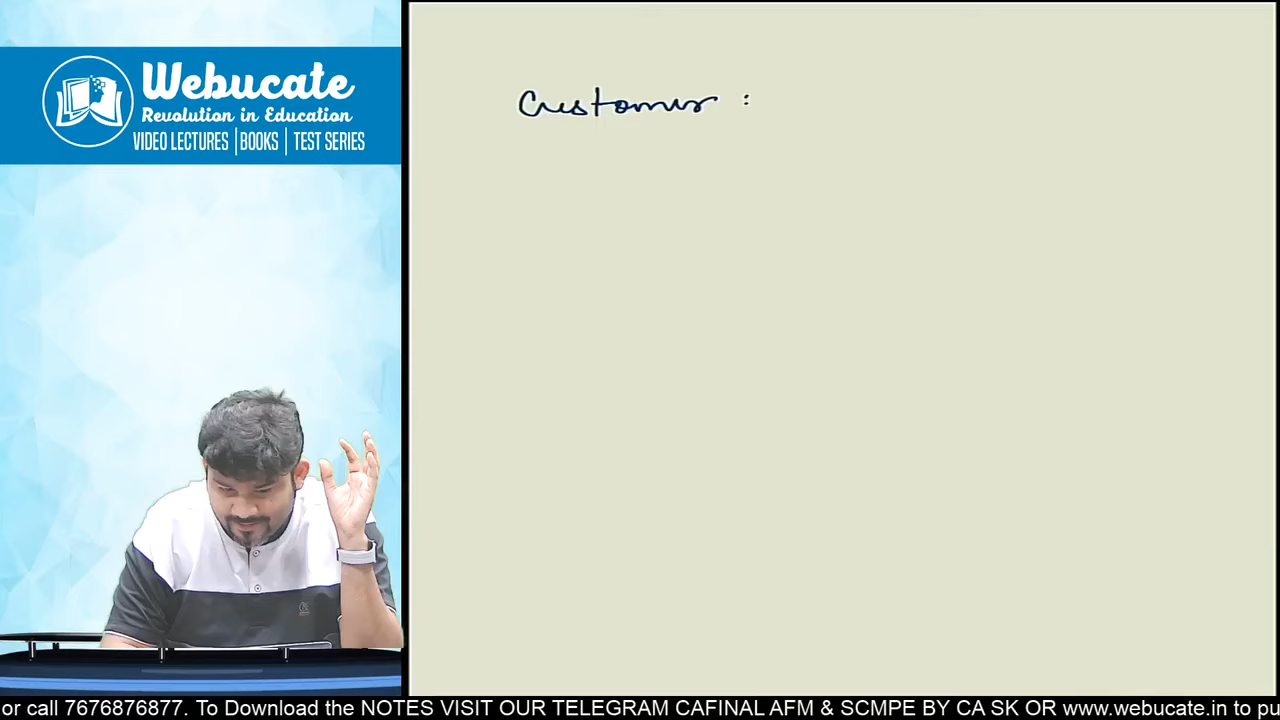 Webucate
Revolution in Education
VIDEO LECTURES | BOOKS | TEST SERIES
Customer :
or call 7676876877. To Download the NOTES VISIT OUR TELEGRAM CAFINAL AFM & SCMPE BY CA SK OR www.webucate.in to pu